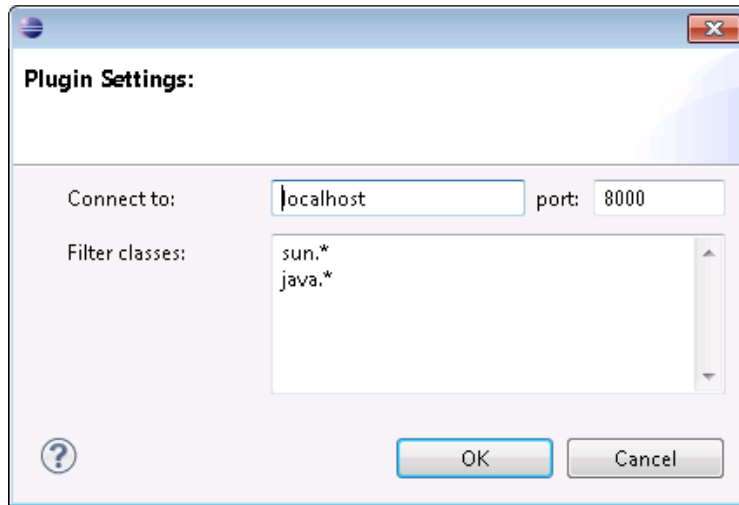 Plugin Settings:
Connect to: localhost port: 8000
Filter classes: sun.*
java.*
? OK Cancel